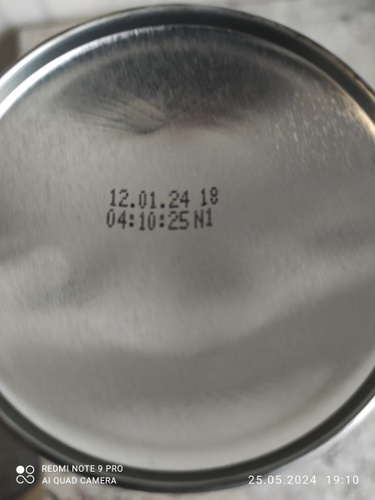 12.01.24 18
04:10:25 N1
REDMI NOTE 9 PRO
AI QUAD CAMERA
25.05.2024 19:10